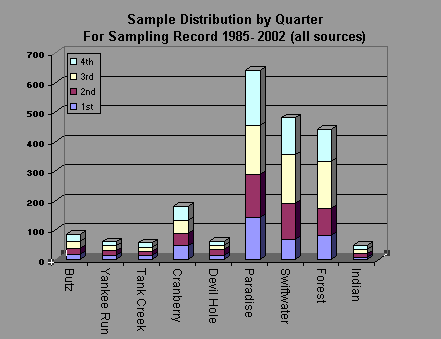 Sample Distribution by Quarter
For Sampling Record 1985- 2002 (all sources)
700
600
500
400
300
200
100
0
4th
3rd
2nd
1st
Butz
Yankee Run
Tank Creek
Cranberry
Devil Hole
Paradise
Swiftwater
Forest
Indian